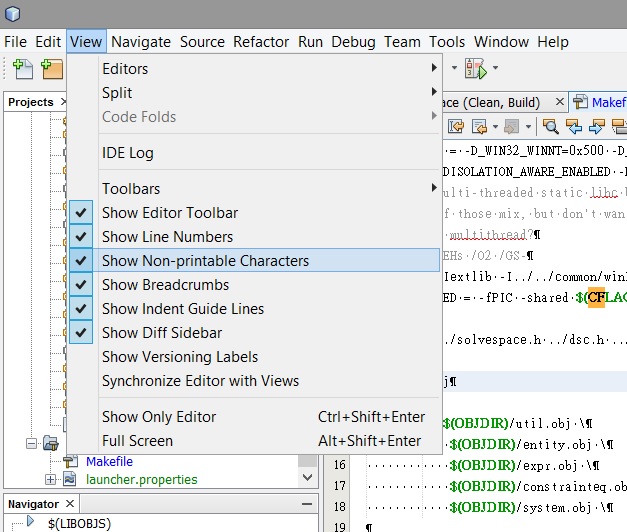 File Edit View Navigate Source Refactor Run Debug Team Tools Window Help
Projects
ace (Clean, Build) Makef
Editors
Split
Code Folds
IDE Log
Toolbars
Show Editor Toolbar
Show Line Numbers
Show Non-printable Characters
Show Breadcrumbs
Show Indent Guide Lines
Show Diff Sidebar
Show Versioning Labels
Synchronize Editor with Views
Show Only Editor Ctrl+Shift+Enter
Full Screen Alt+Shift+Enter
Makefile
launcher.properties
Navigator
$(LIBOBJS)
=·-D_WIN32_WINNT=0x500·-D_
DISOLATION_AWARE_ENABLED·-
ulti-threaded·static·libc
f·those·mix,·but·don't·wan
multithread?¶
EHs·/O2·/GS-¶
Iextlib·-I../../common/win
ED·=·-fPIC·-shared·$(CFLAG
./solvespace.h·../dsc.h·..
j¶
$(OBJDIR)/util.obj·\¶
$(OBJDIR)/entity.obj·\¶
16 ·········$(OBJDIR)/expr.obj·\¶
17 ·········$(OBJDIR)/constrainteq.ob
18 ·········$(OBJDIR)/system.obj·\¶
19 ¶